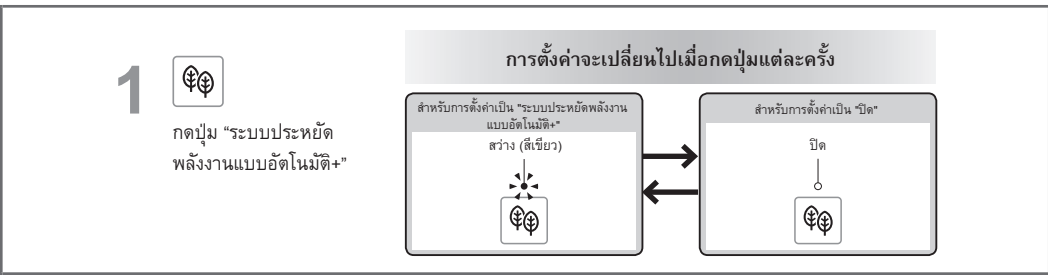 1
กดปุ่ม “ระบบประหยัด
พลังงานแบบอัตโนมัติ+”
การตั้งค่าจะเปลี่ยนไปเมื่อกดปุ่มแต่ละครั้ง
สำหรับการตั้งค่าเป็น "ระบบประหยัดพลังงาน
แบบอัตโนมัติ+"
สว่าง (สีเขียว)
สำหรับการตั้งค่าเป็น "ปิด"
ปิด